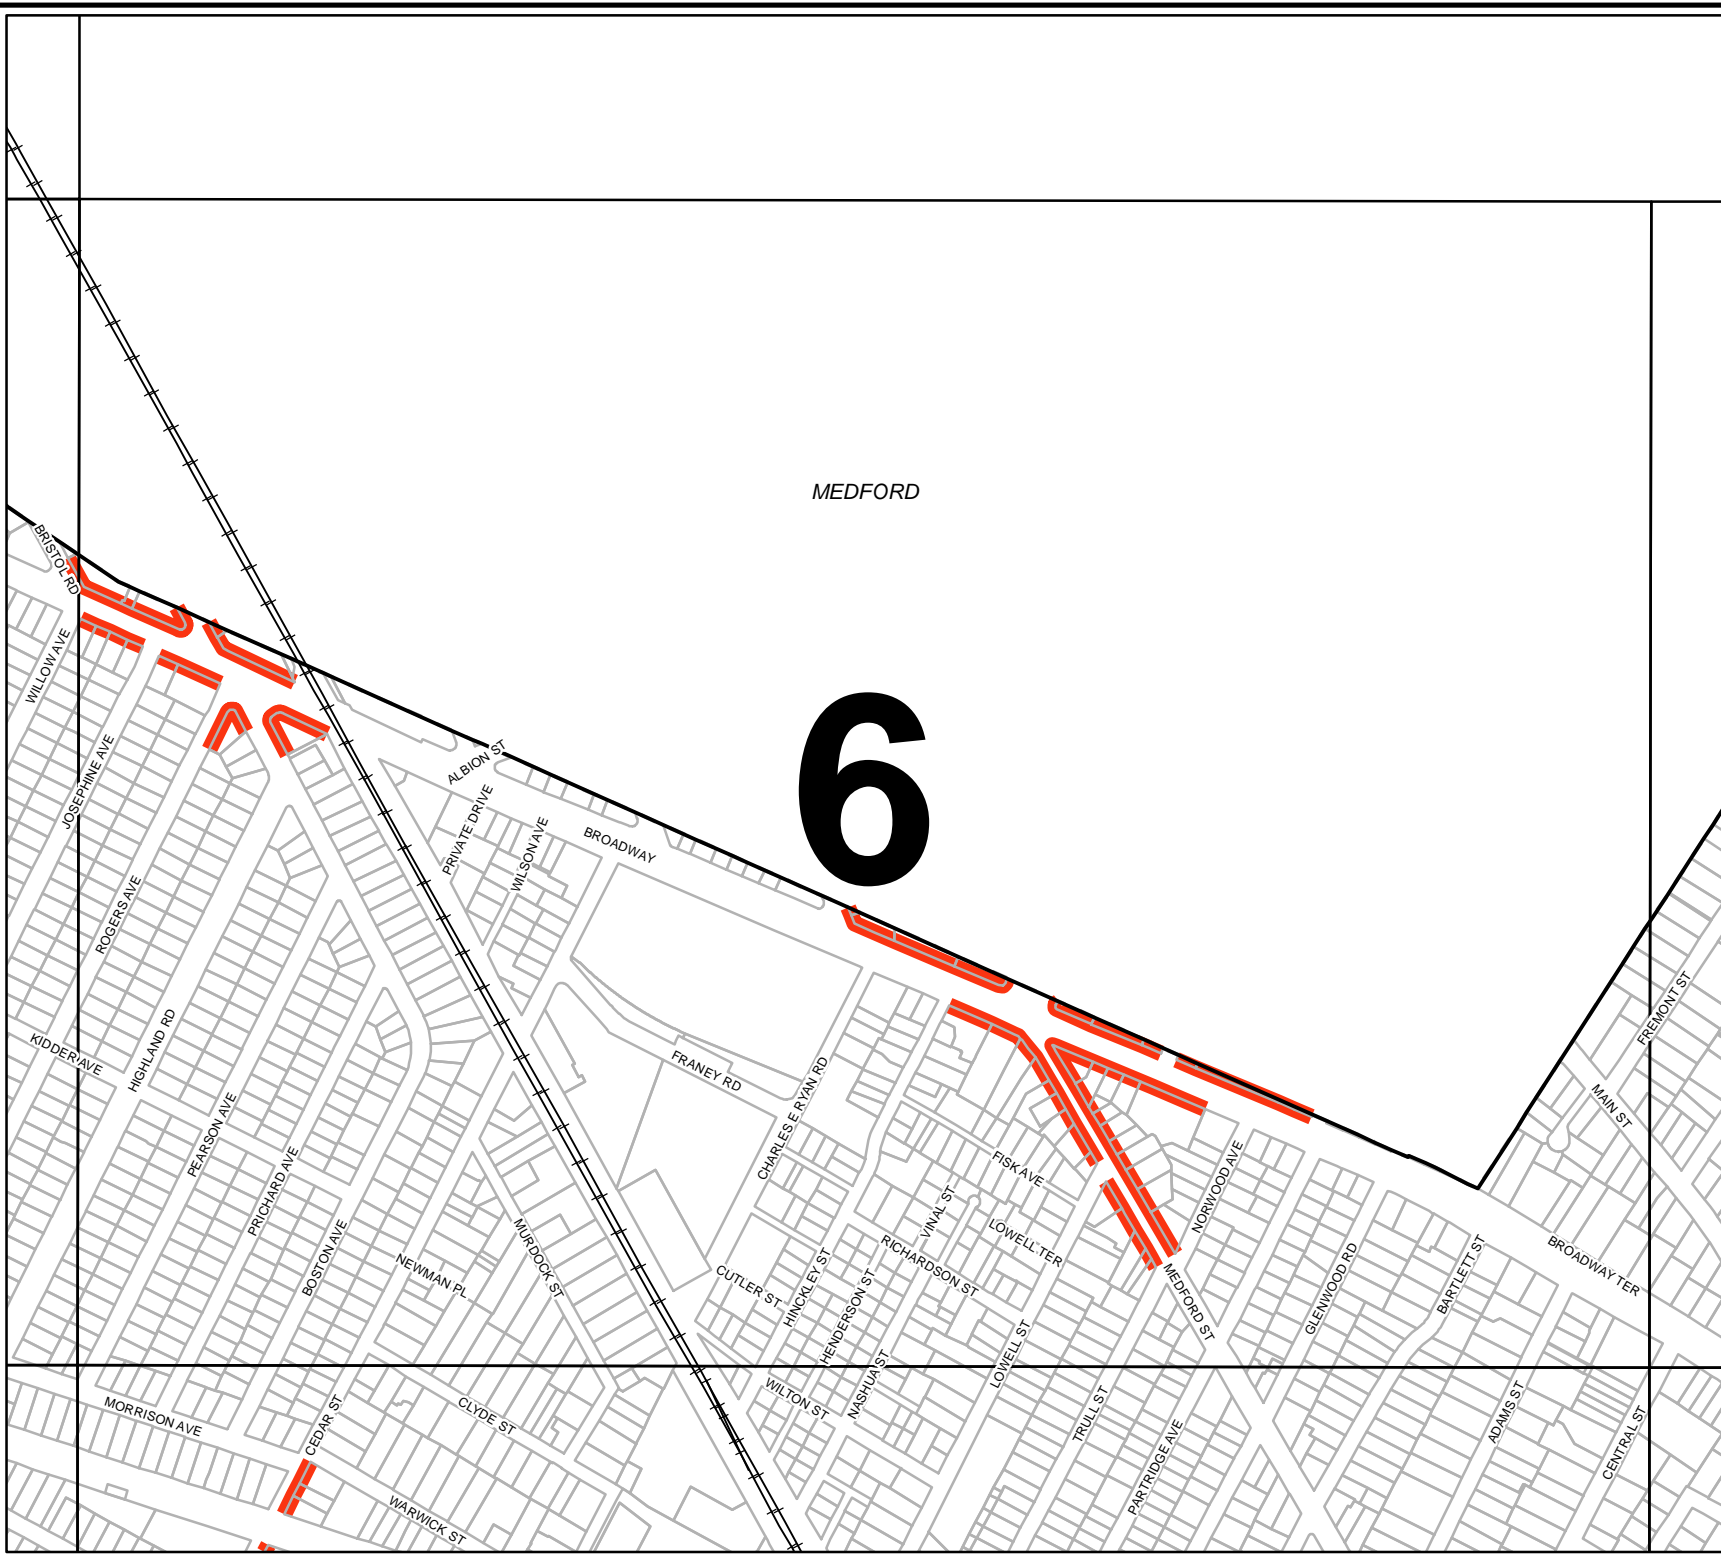 MEDFORD
BRISTOL RD
WILLOW AVE
6
ALBION ST
JOSEPHINE AVE
PRIVATE DRIVE
WILSON AVE
BROADWAY
ROGERS AVE
FREMONT ST
KIDDER AVE
HIGHLAND RD
FRANEY RD
CHARLES E RYAN RD
MAIN ST
PEARSON AVE
PRICHARD AVE
FISK AVE
NORWOOD AVE
VINAL ST
LOWELL TER
BOSTON AVE
MURDOCK ST
NEWMAN PL
RICHARDSON ST
CUTLER ST
HINCKLEY ST
HENDERSON ST
MEDFORD ST
GLENWOOD RD
BARTLETT ST
BROADWAY TER
LOWELL ST
NASHUA ST
WILTON ST
MORRISON AVE
CEDAR ST
CLYDE ST
TRULL ST
PARTRIDGE AVE
ADAMS ST
CENTRAL ST
WARWICK ST